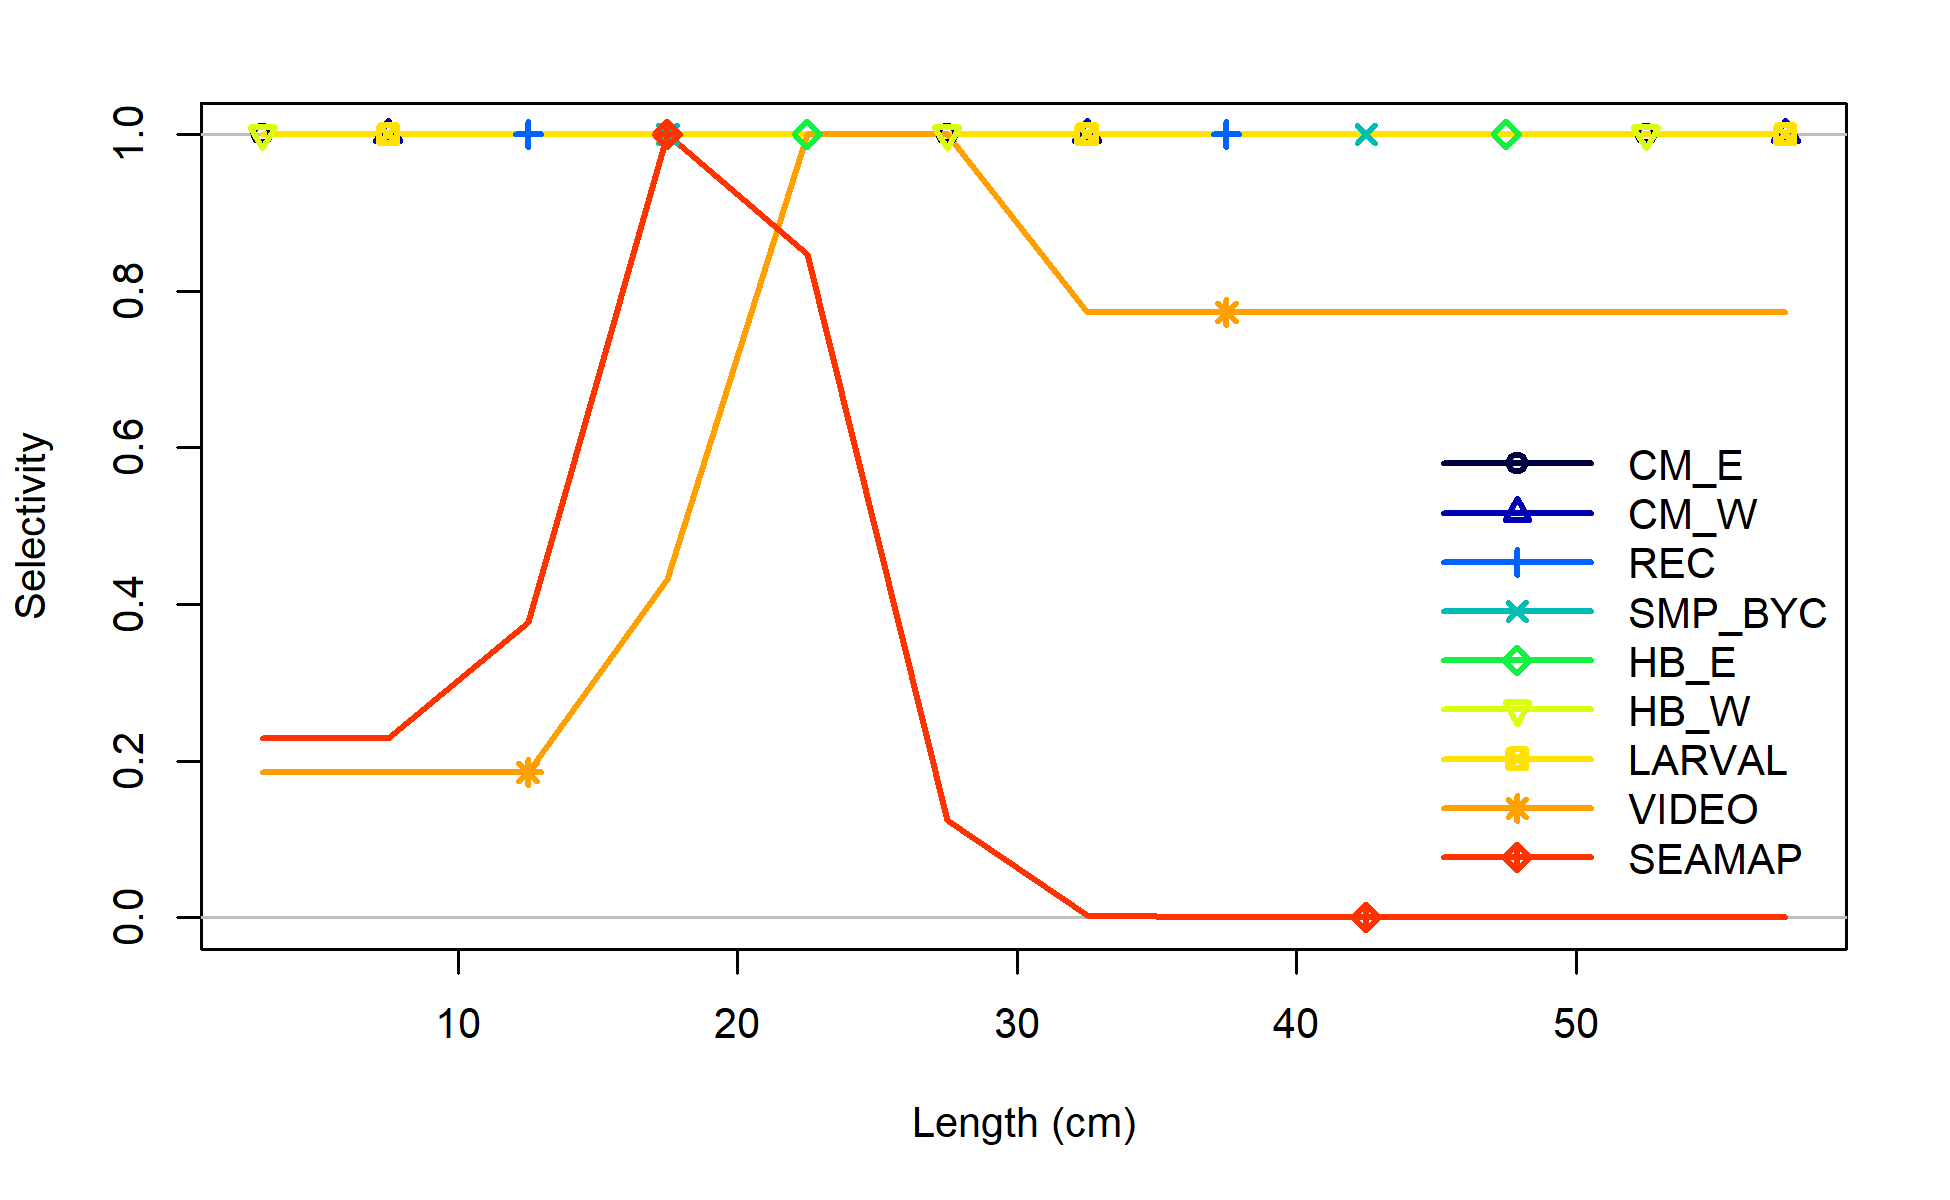 1.0
0.8
0.6
0.4
0.2
0.0
Selectivity
CM_E
CM_W
REC
SMP_BYC
HB_E
HB_W
LARVAL
VIDEO
SEAMAP
10 20 30 40 50
Length (cm)